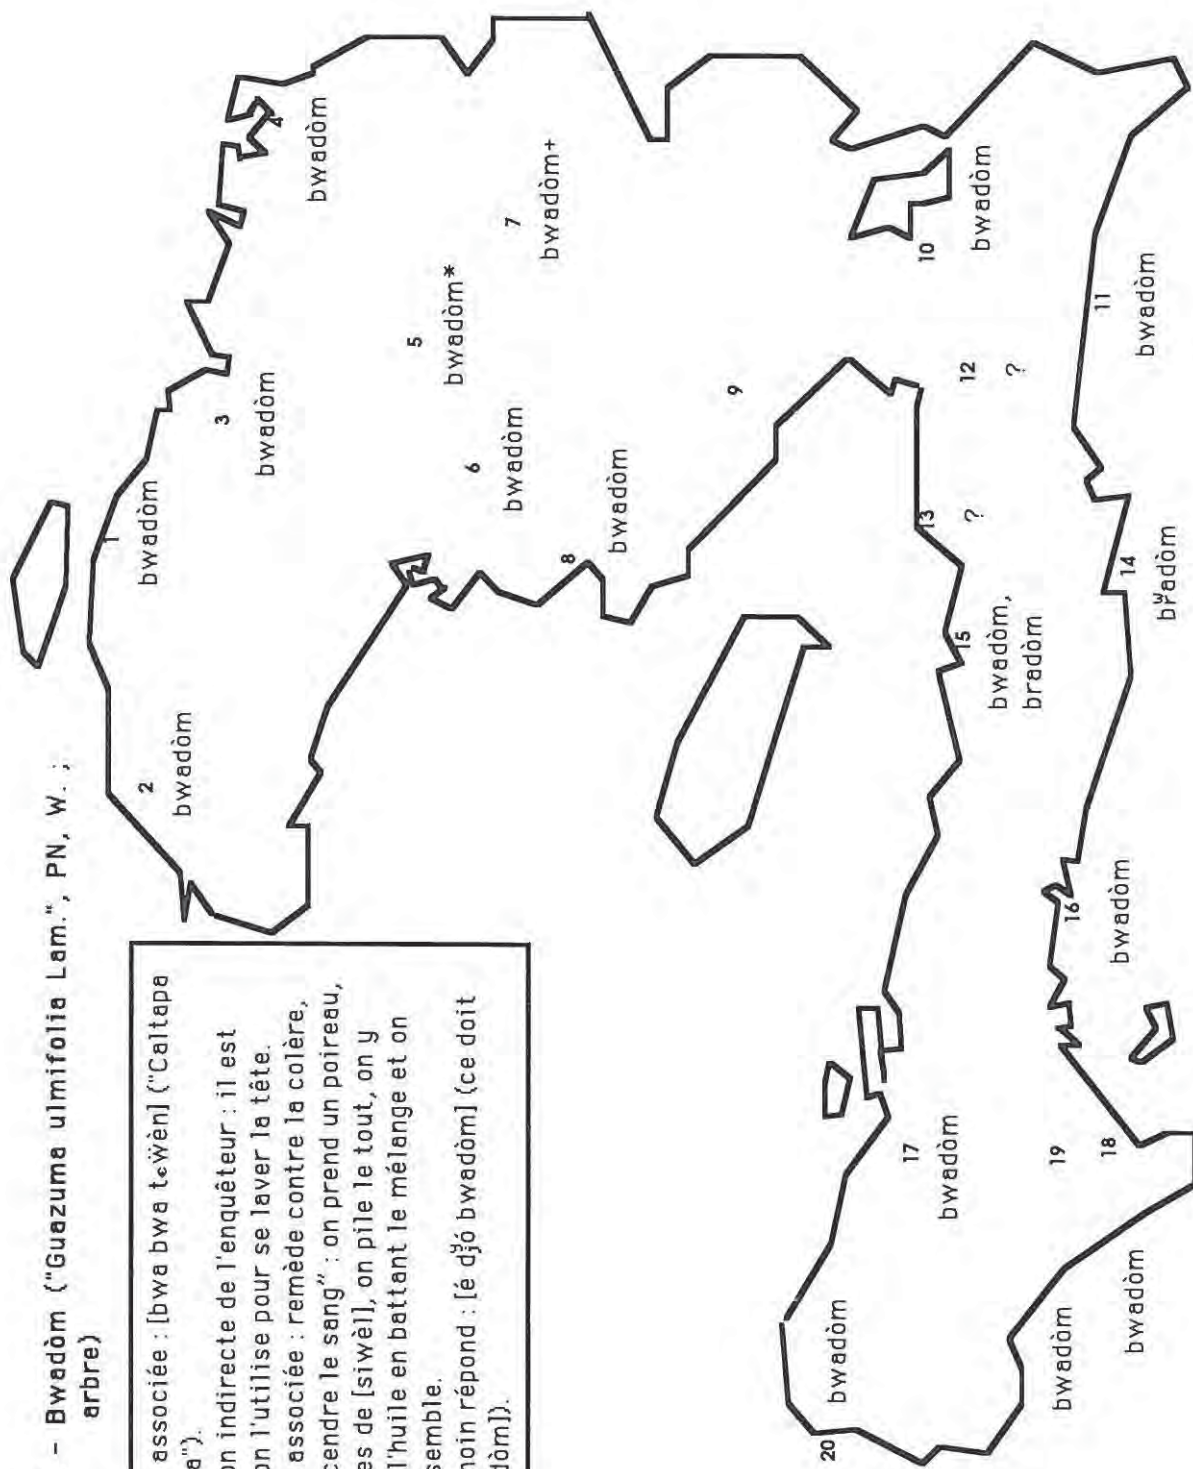 – Bwadòm ("Guazuma ulmifolia Lam.", PN, W. ;
arbre)
associée : [bwa bwa
("Caltapa
a").
on indirecte de l'enquêteur : il est
on l'utilise pour se laver la tête.
associée : remède contre la colère,
cendre le sang" : on prend un poireau,
es de [siwèl], on pile le tout, on y
l'huile en battant le mélange et on
semble.
noin répond : [é
bwadòm] (ce doit
dòm]).
1
bwadòm
2
bwadòm
3
bwadòm
4
bwadòm
5
bwadòm*
6
bwadòm
7
bwadòm+
8
bwadòm
9
10
bwadòm
11
bwadòm
12
?
13
?
14
15
bwadòm,
bradòm
16
bwadòm
17
bwadòm
18
bwadòm
19
bwadòm
20
bwadòm